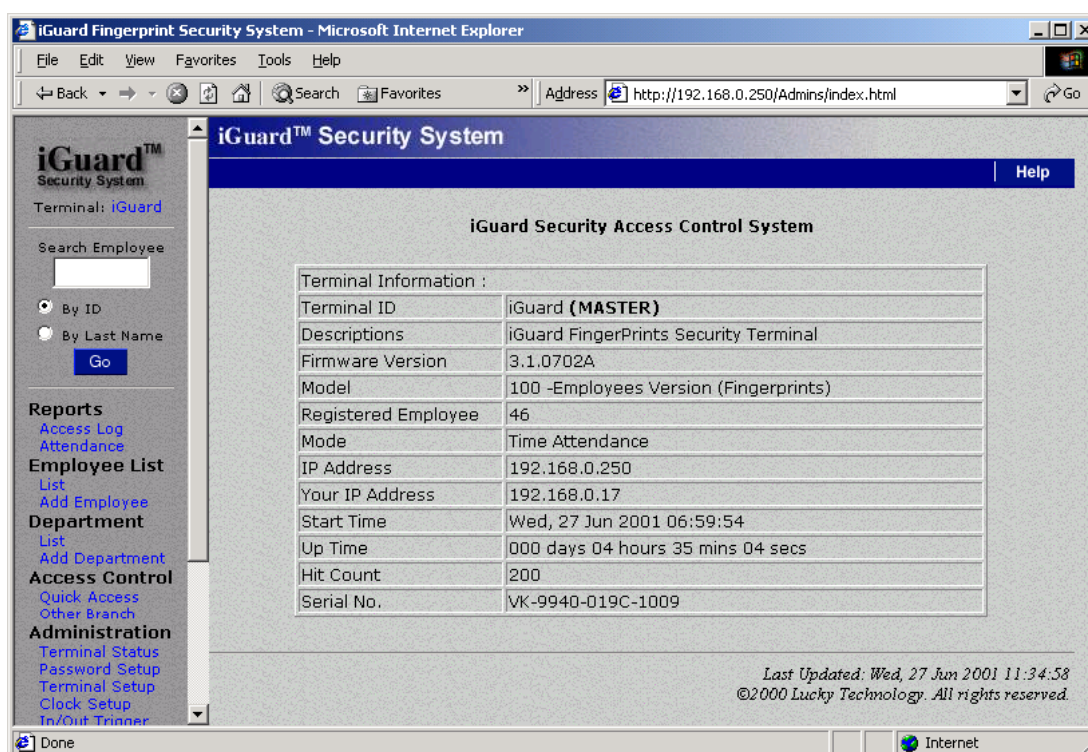 iGuard Fingerprint Security System - Microsoft Internet Explorer
File Edit View Favorites Tools Help
Back Search Favorites » Address http://192.168.0.250/Admins/index.html Go
iGuard™
Security System
Terminal: iGuard
Search Employee
By ID
By Last Name
Go
Reports
Access Log
Attendance
Employee List
List
Add Employee
Department
List
Add Department
Access Control
Quick Access
Other Branch
Administration
Terminal Status
Password Setup
Terminal Setup
Clock Setup
In/Out Trigger
iGuard™ Security System
Help
iGuard Security Access Control System
Terminal Information :
Terminal ID iGuard (MASTER)
Descriptions iGuard FingerPrints Security Terminal
Firmware Version 3.1.0702A
Model 100 -Employees Version (Fingerprints)
Registered Employee 46
Mode Time Attendance
IP Address 192.168.0.250
Your IP Address 192.168.0.17
Start Time Wed, 27 Jun 2001 06:59:54
Up Time 000 days 04 hours 35 mins 04 secs
Hit Count 200
Serial No. VK-9940-019C-1009
Last Updated: Wed, 27 Jun 2001 11:34:58
©2000 Lucky Technology. All rights reserved.
Done Internet